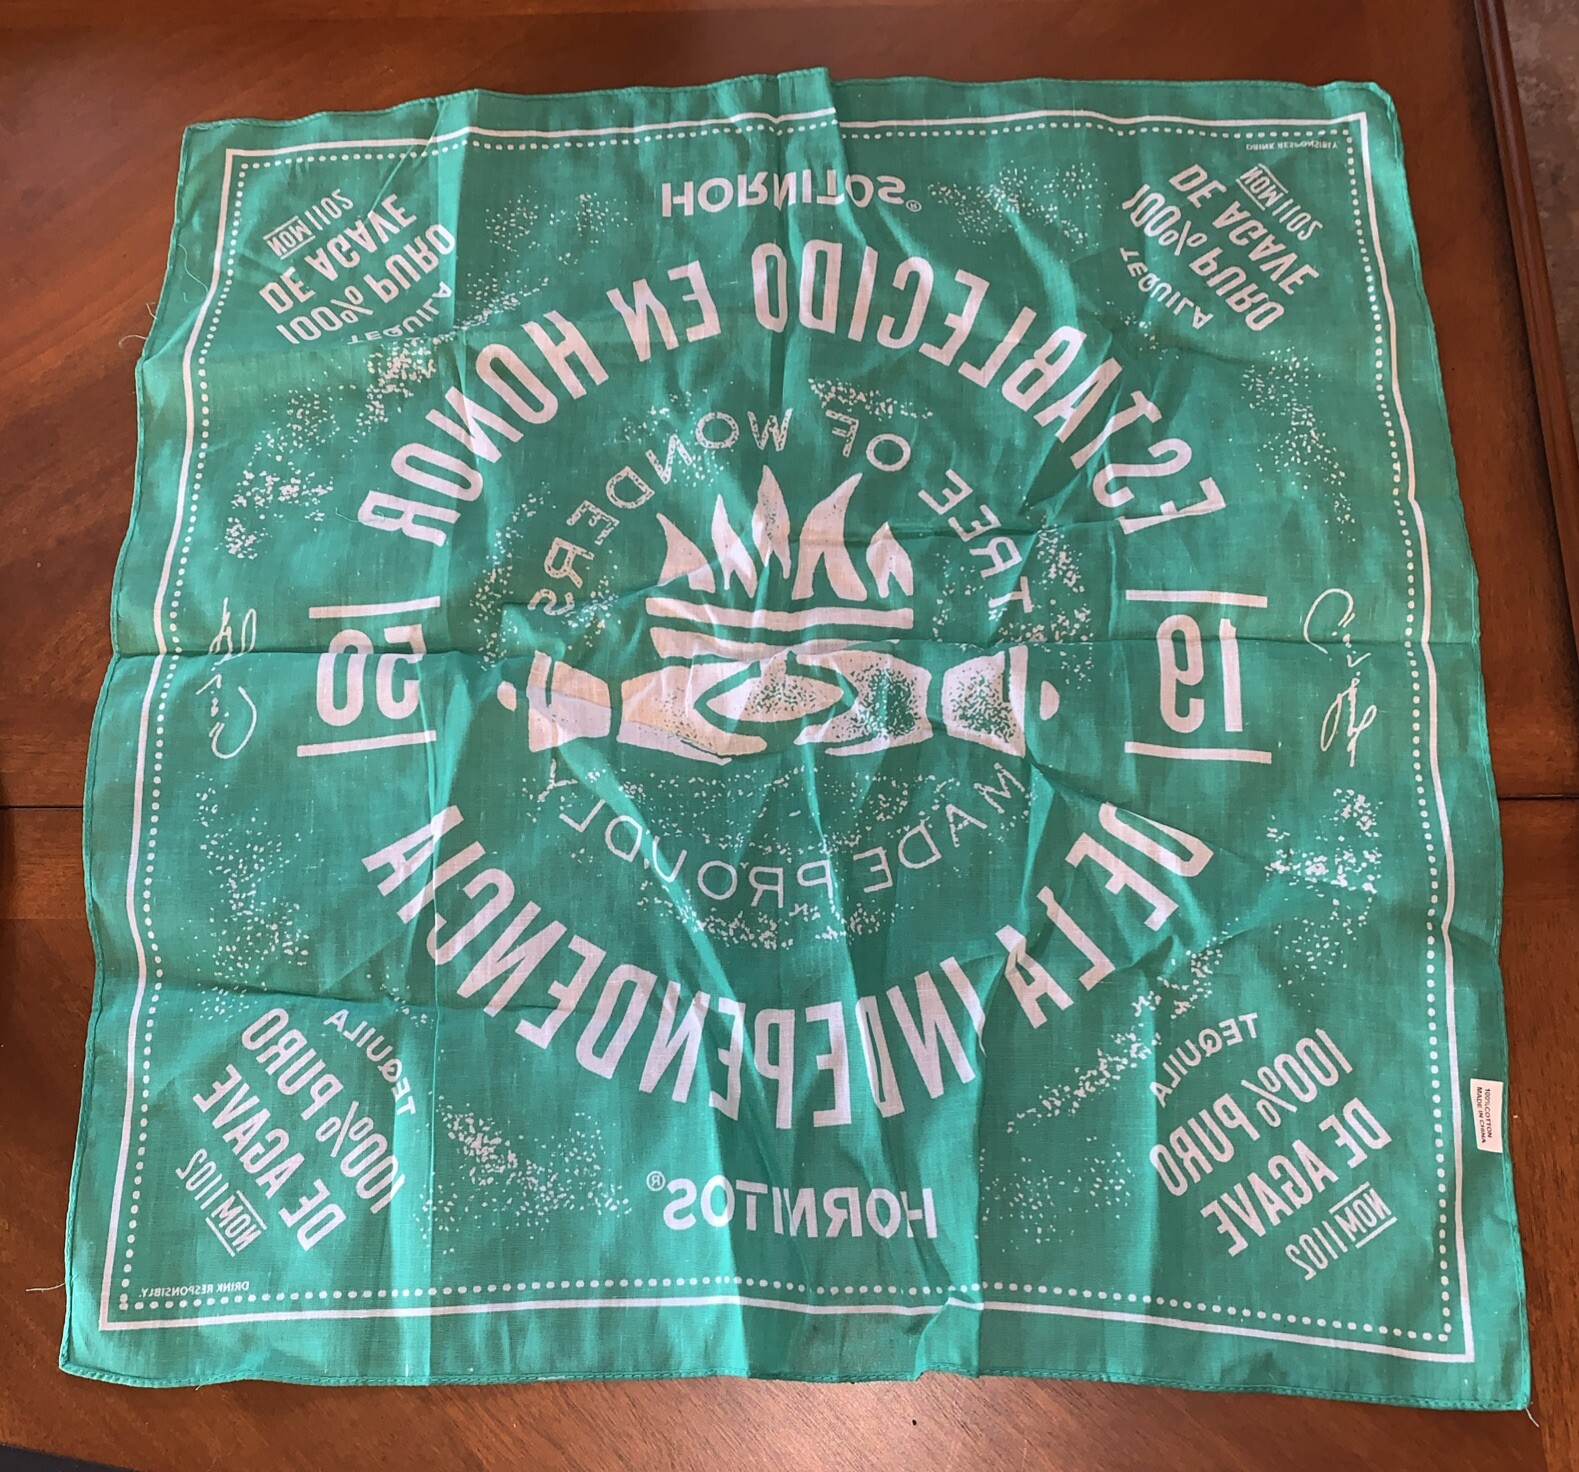 DRINK RESPONSIBLY.
NOM 1102
DE AGAVE
100% PURO
TEQUILA
HORNITOS®
NOM 1102
DE AGAVE
100% PURO
TEQUILA
ESTABLECIDO EN HONOR
TREE OF WONDERS
19
50
MADE PROUDLY
DE LA INDEPENDENCIA
TEQUILA
100% PURO
DE AGAVE
NOM 1102
TEQUILA
100% PURO
DE AGAVE
NOM 1102
HORNITOS®
DRINK RESPONSIBLY.
100%COTTON
MADE IN CHINA